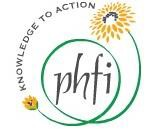 KNOWLEDGE TO ACTION
phfi